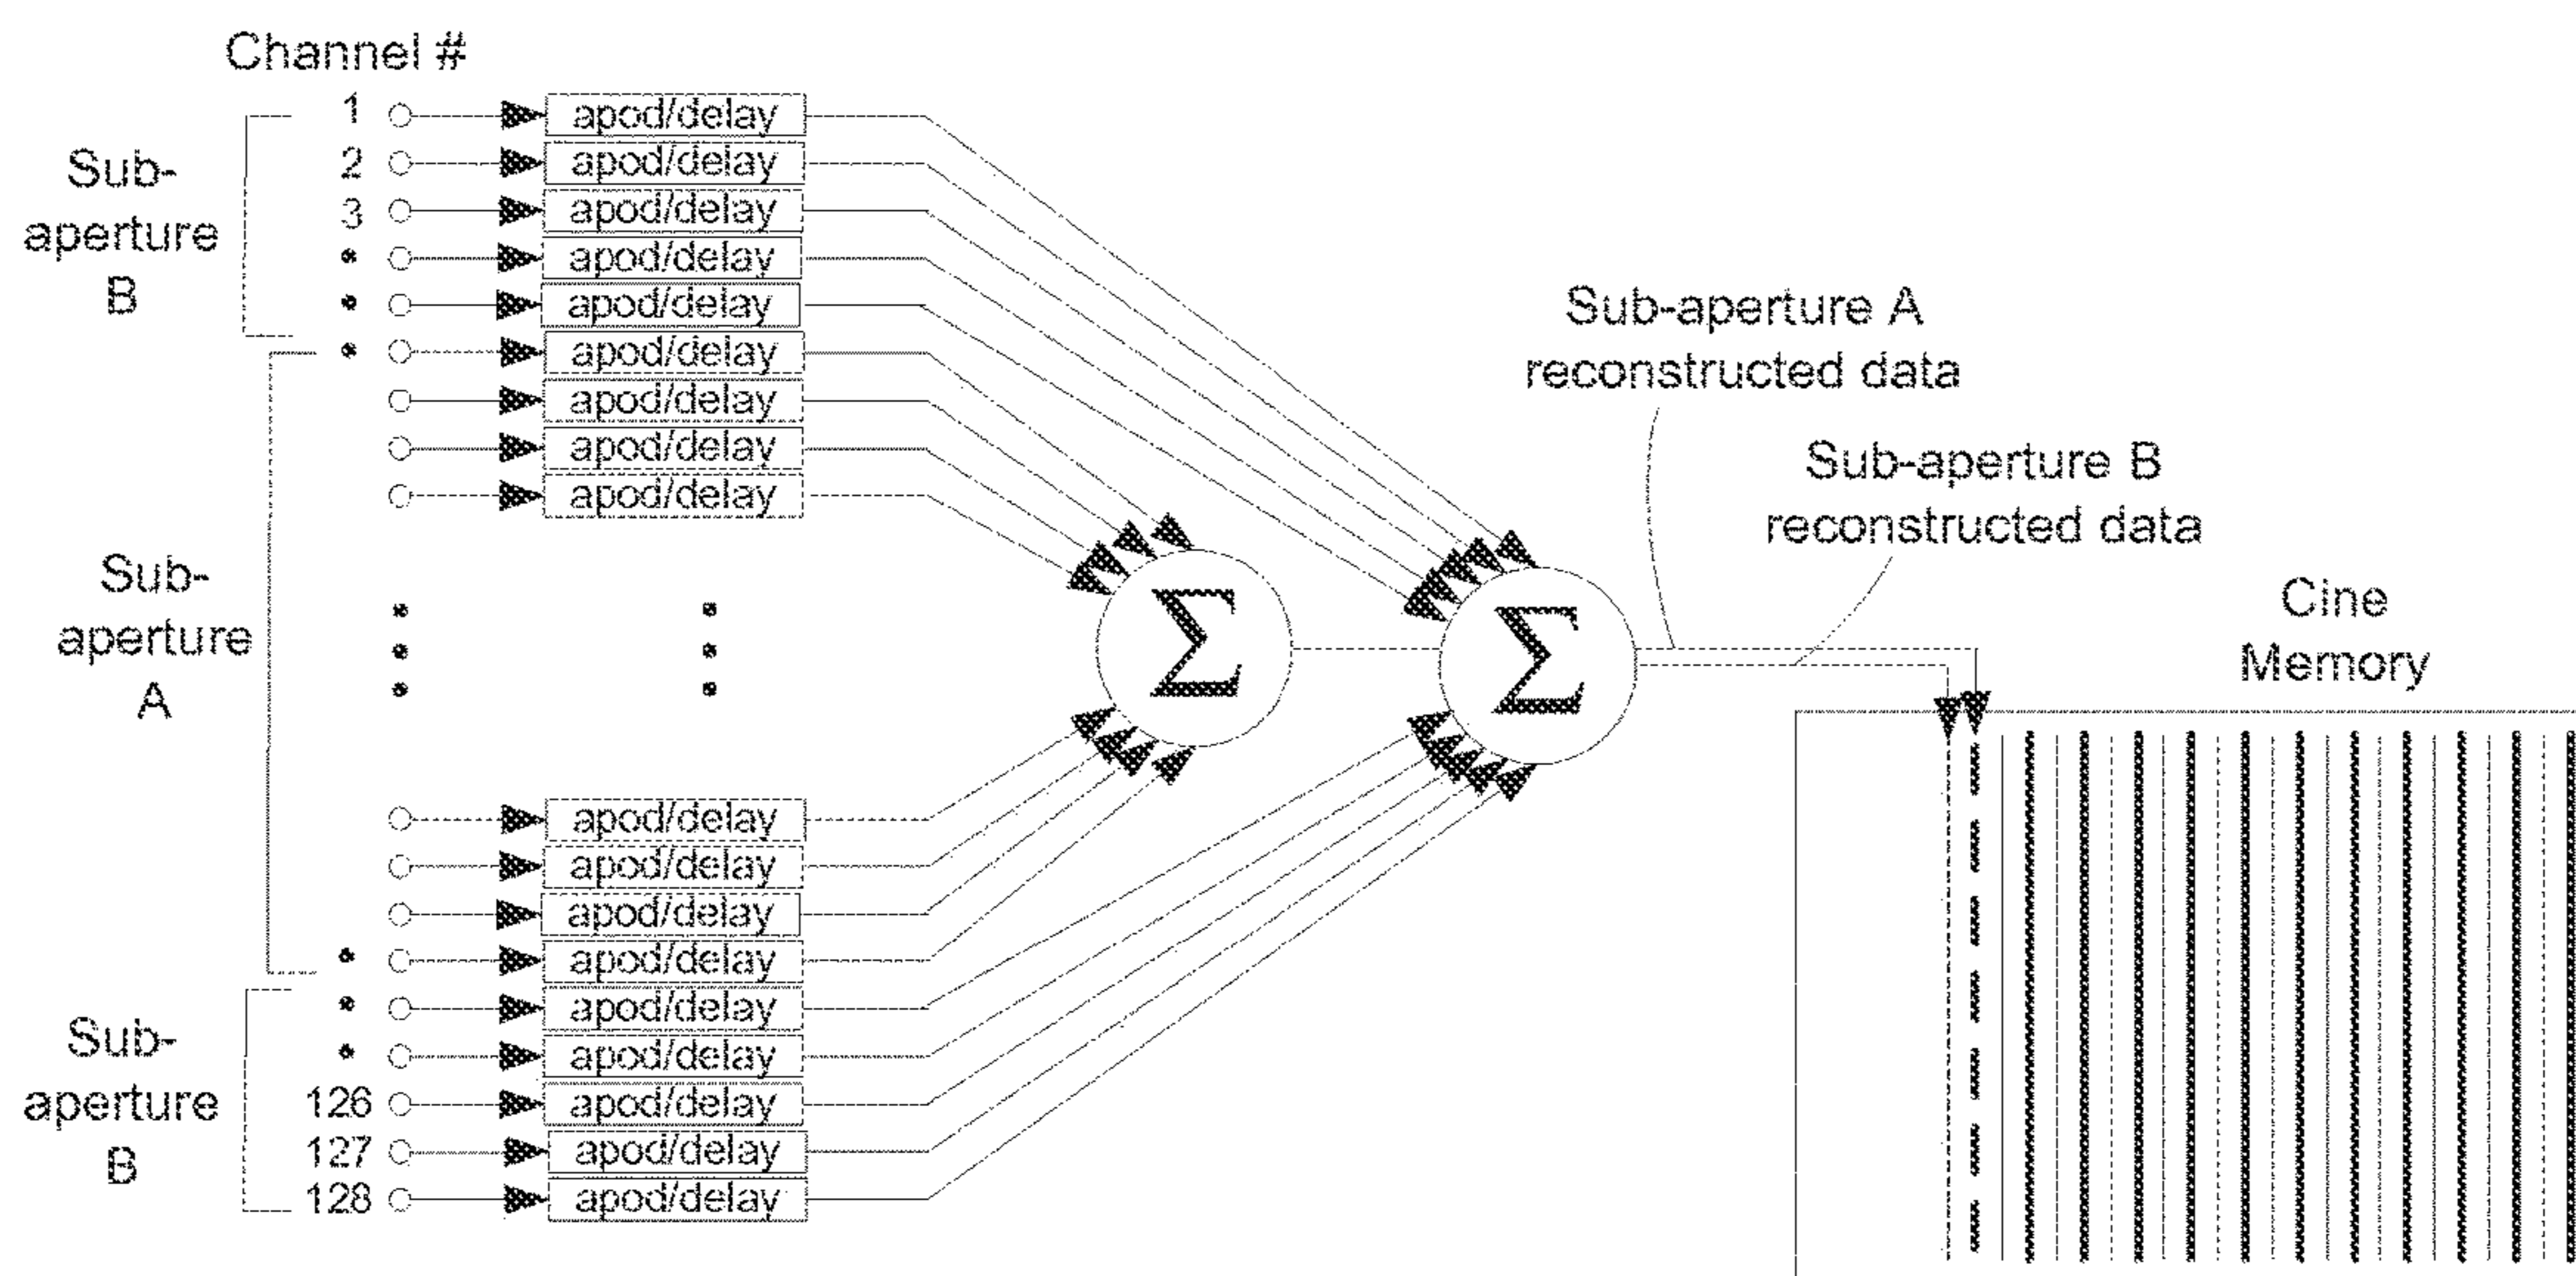 Channel #
1
apod/delay
2
apod/delay
3
apod/delay
apod/delay
apod/delay
apod/delay
apod/delay
apod/delay
apod/delay
Sub-
aperture
B
Sub-aperture A
reconstructed data
Sub-aperture B
reconstructed data
Cine
Memory
Sub-
aperture
A
Σ
Σ
apod/delay
apod/delay
apod/delay
apod/delay
apod/delay
apod/delay
126
apod/delay
127
apod/delay
128
apod/delay
Sub-
aperture
B